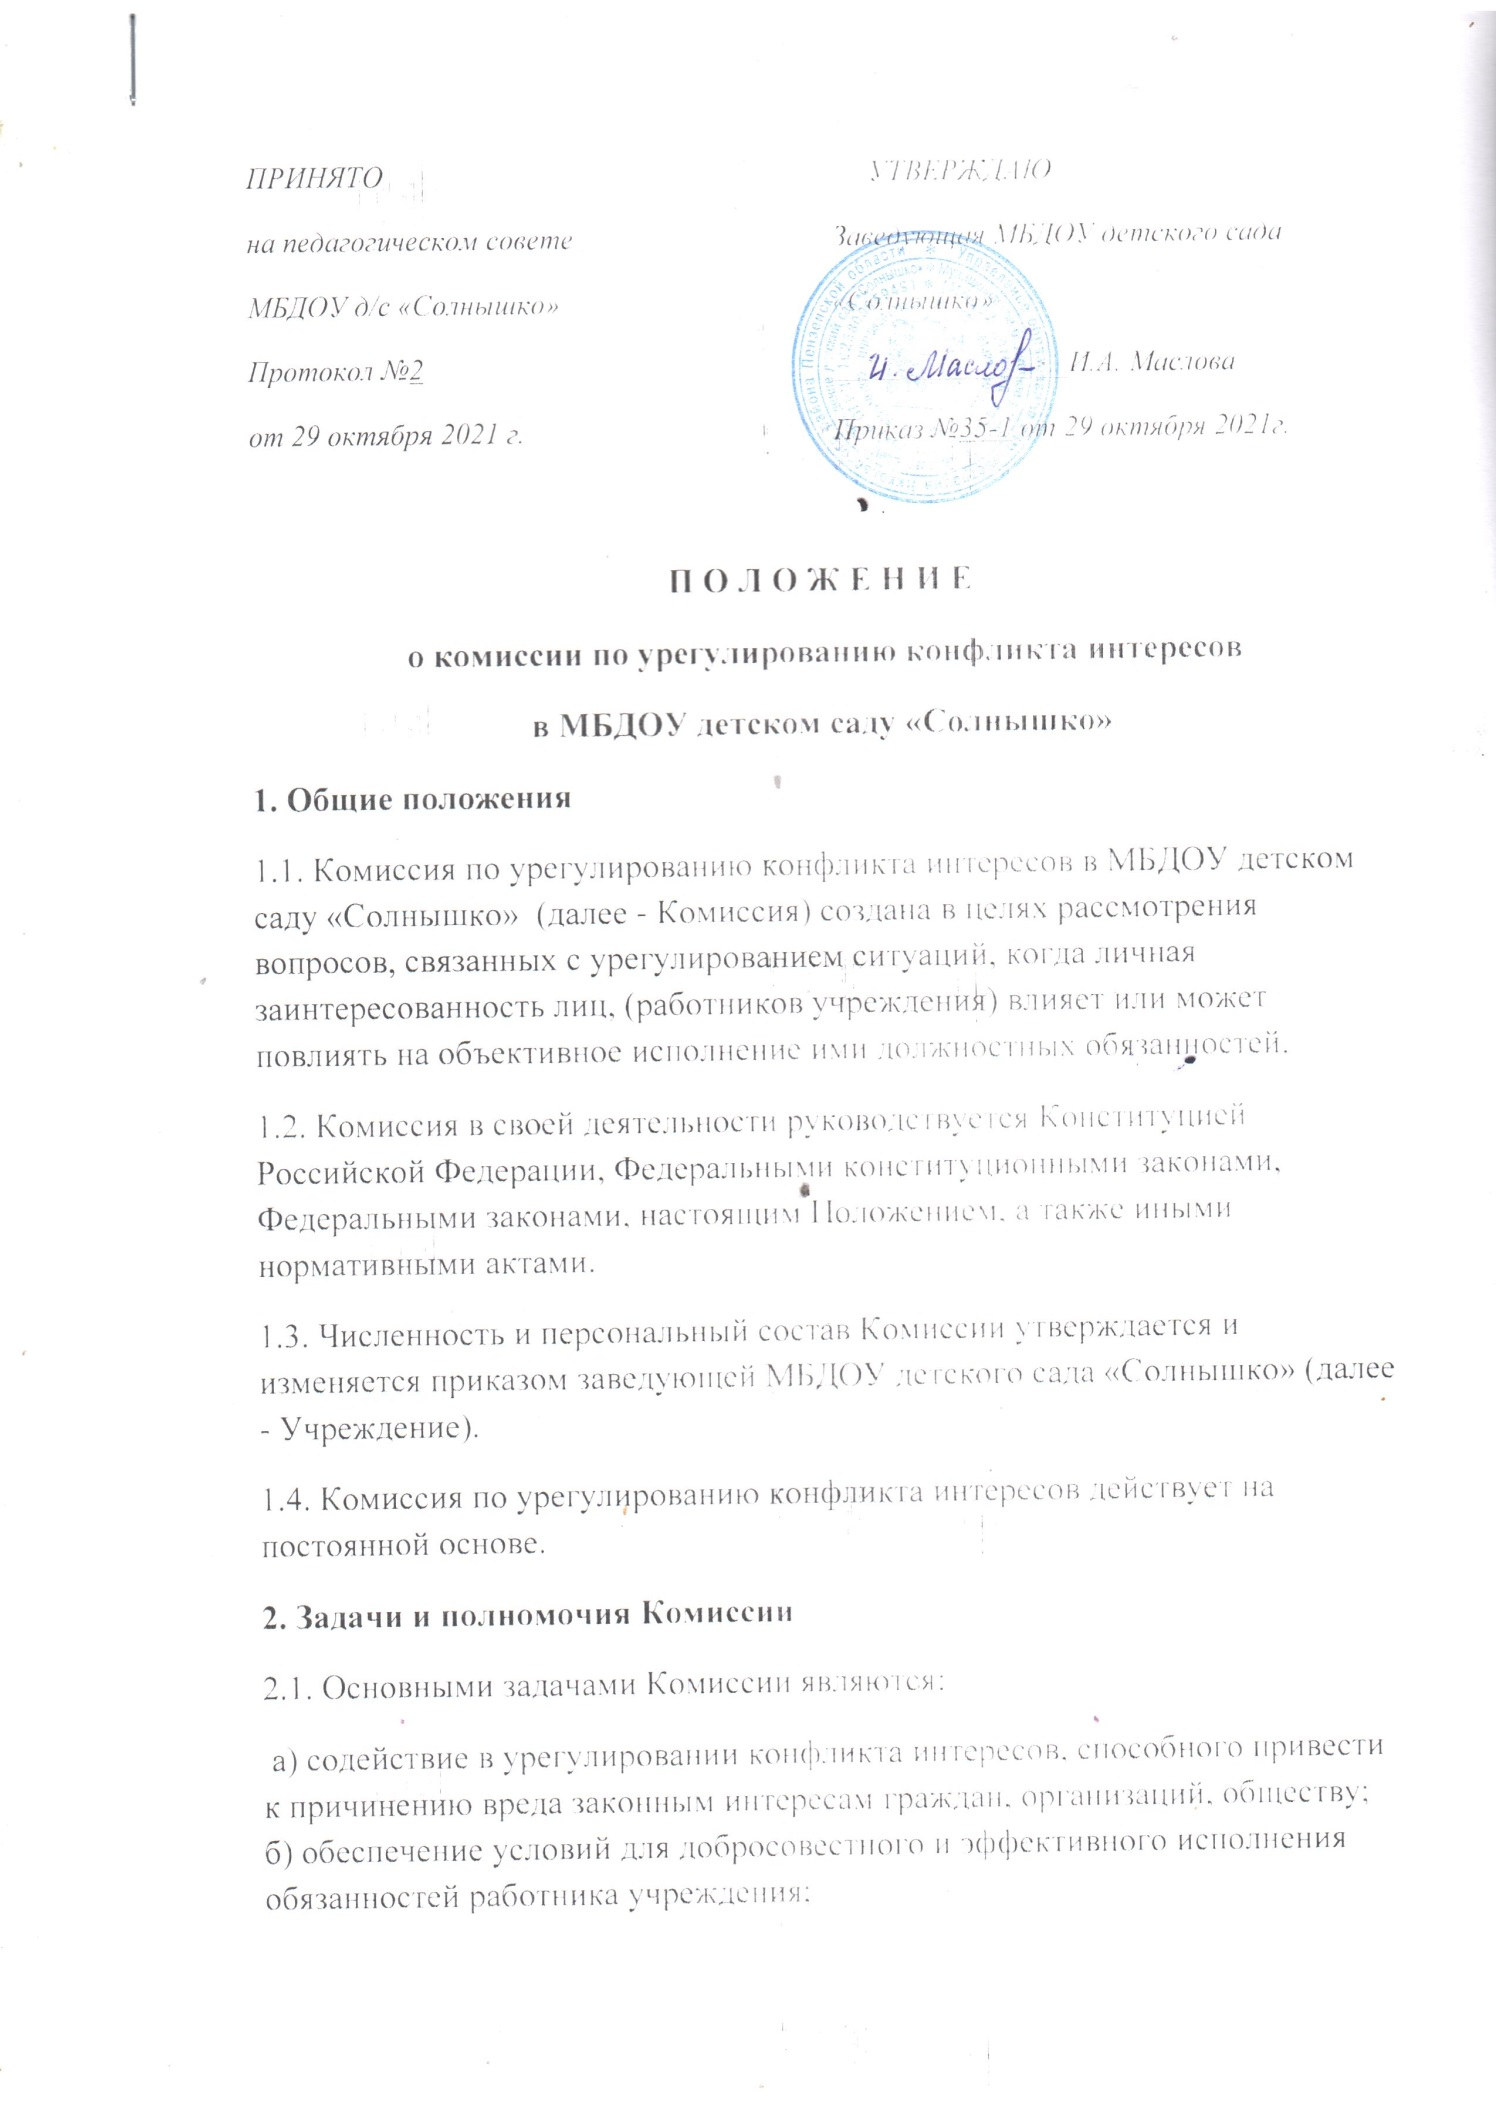 ПРИНЯТО
на педагогическом совете
МБДОУ д/с «Солнышко»
Протокол №2
от 29 октября 2021 г.
УТВЕРЖДАЮ
Заведующая МБДОУ детского сада
«Солнышко»
И. Маслов
И.А. Маслова
Приказ №35-1 от 29 октября 2021г.
П О Л О Ж Е Н И Е
о комиссии по урегулированию конфликта интересов
в МБДОУ детском саду «Солнышко»
1. Общие положения
1.1. Комиссия по урегулированию конфликта интересов в МБДОУ детском
саду «Солнышко» (далее - Комиссия) создана в целях рассмотрения
вопросов, связанных с урегулированием ситуаций, когда личная
заинтересованность лиц, (работников учреждения) влияет или может
повлиять на объективное исполнение ими должностных обязанностей.
1.2. Комиссия в своей деятельности руководствуется Конституцией
Российской Федерации, Федеральными конституционными законами,
Федеральными законами, настоящим Положением, а также иными
нормативными актами.
1.3. Численность и персональный состав Комиссии утверждается и
изменяется приказом заведующей МБДОУ детского сада «Солнышко» (далее
- Учреждение).
1.4. Комиссия по урегулированию конфликта интересов действует на
постоянной основе.
2. Задачи и полномочия Комиссии
2.1. Основными задачами Комиссии являются:
а) содействие в урегулировании конфликта интересов, способного привести
к причинению вреда законным интересам граждан, организаций, обществу;
б) обеспечение условий для добросовестного и эффективного исполнения
обязанностей работника учреждения;